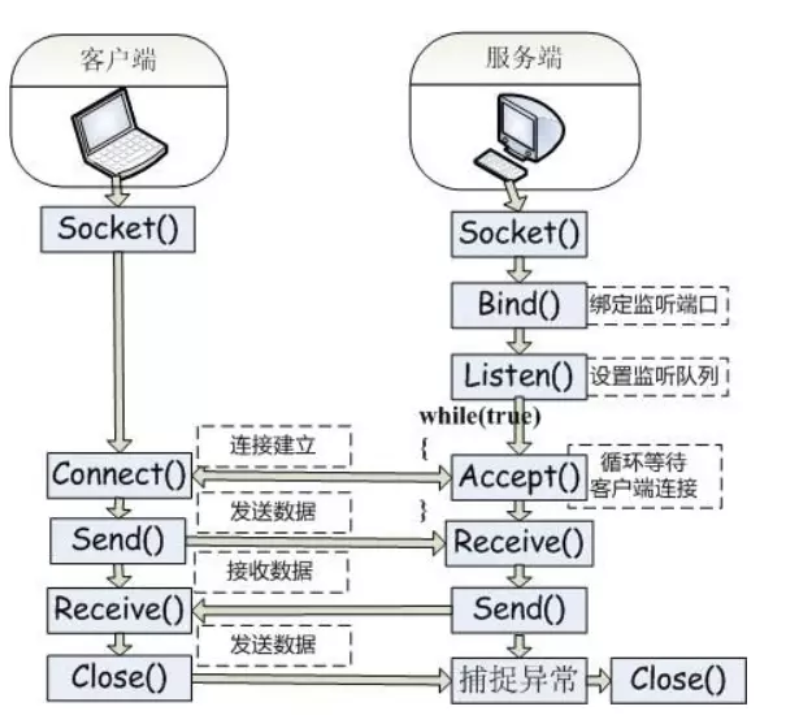 客户端
服务端
Socket()
Socket()
Bind()
绑定监听端口
Listen()
设置监听队列
while(true)
{
连接建立
Connect()
Accept()
循环等待
客户端连接
发送数据
}
Send()
Receive()
接收数据
Receive()
Send()
发送数据
Close()
捕捉异常
Close()